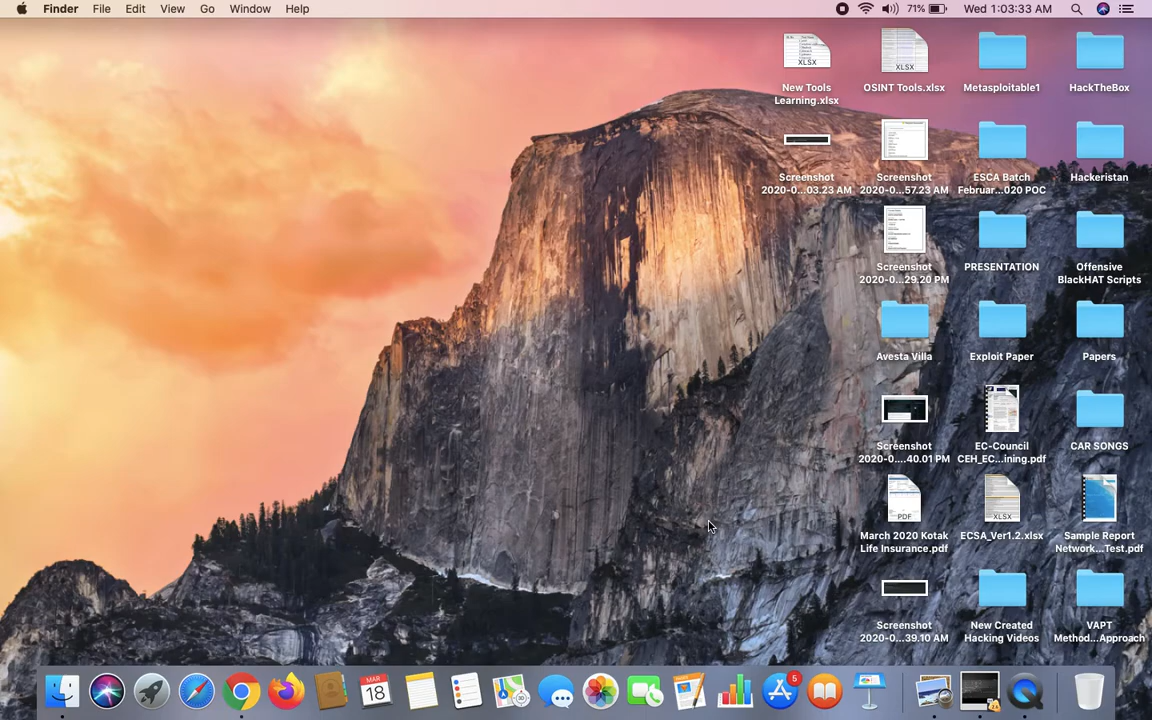 Finder File Edit View Go Window Help 71% Wed 1:03:33 AM
New Tools
Learning.xlsx
OSINT Tools.xlsx
Metasploitable1
HackTheBox
Screenshot
2020-0...03.23 AM
Screenshot
2020-0...57.23 AM
ESCA Batch
Februar...020 POC
Hackeristan
Screenshot
2020-0...29.20 PM
PRESENTATION
Offensive
BlackHAT Scripts
Avesta Villa
Exploit Paper
Papers
Screenshot
2020-0....40.01 PM
EC-Council
CEH_EC...ining.pdf
CAR SONGS
March 2020 Kotak
Life Insurance.pdf
ECSA_Ver1.2.xlsx
Sample Report
Network...Test.pdf
Screenshot
2020-0...39.10 AM
New Created
Hacking Videos
VAPT
Method...Approach
XLSX
XLSX
PDF
XLSX
MAR
18
5